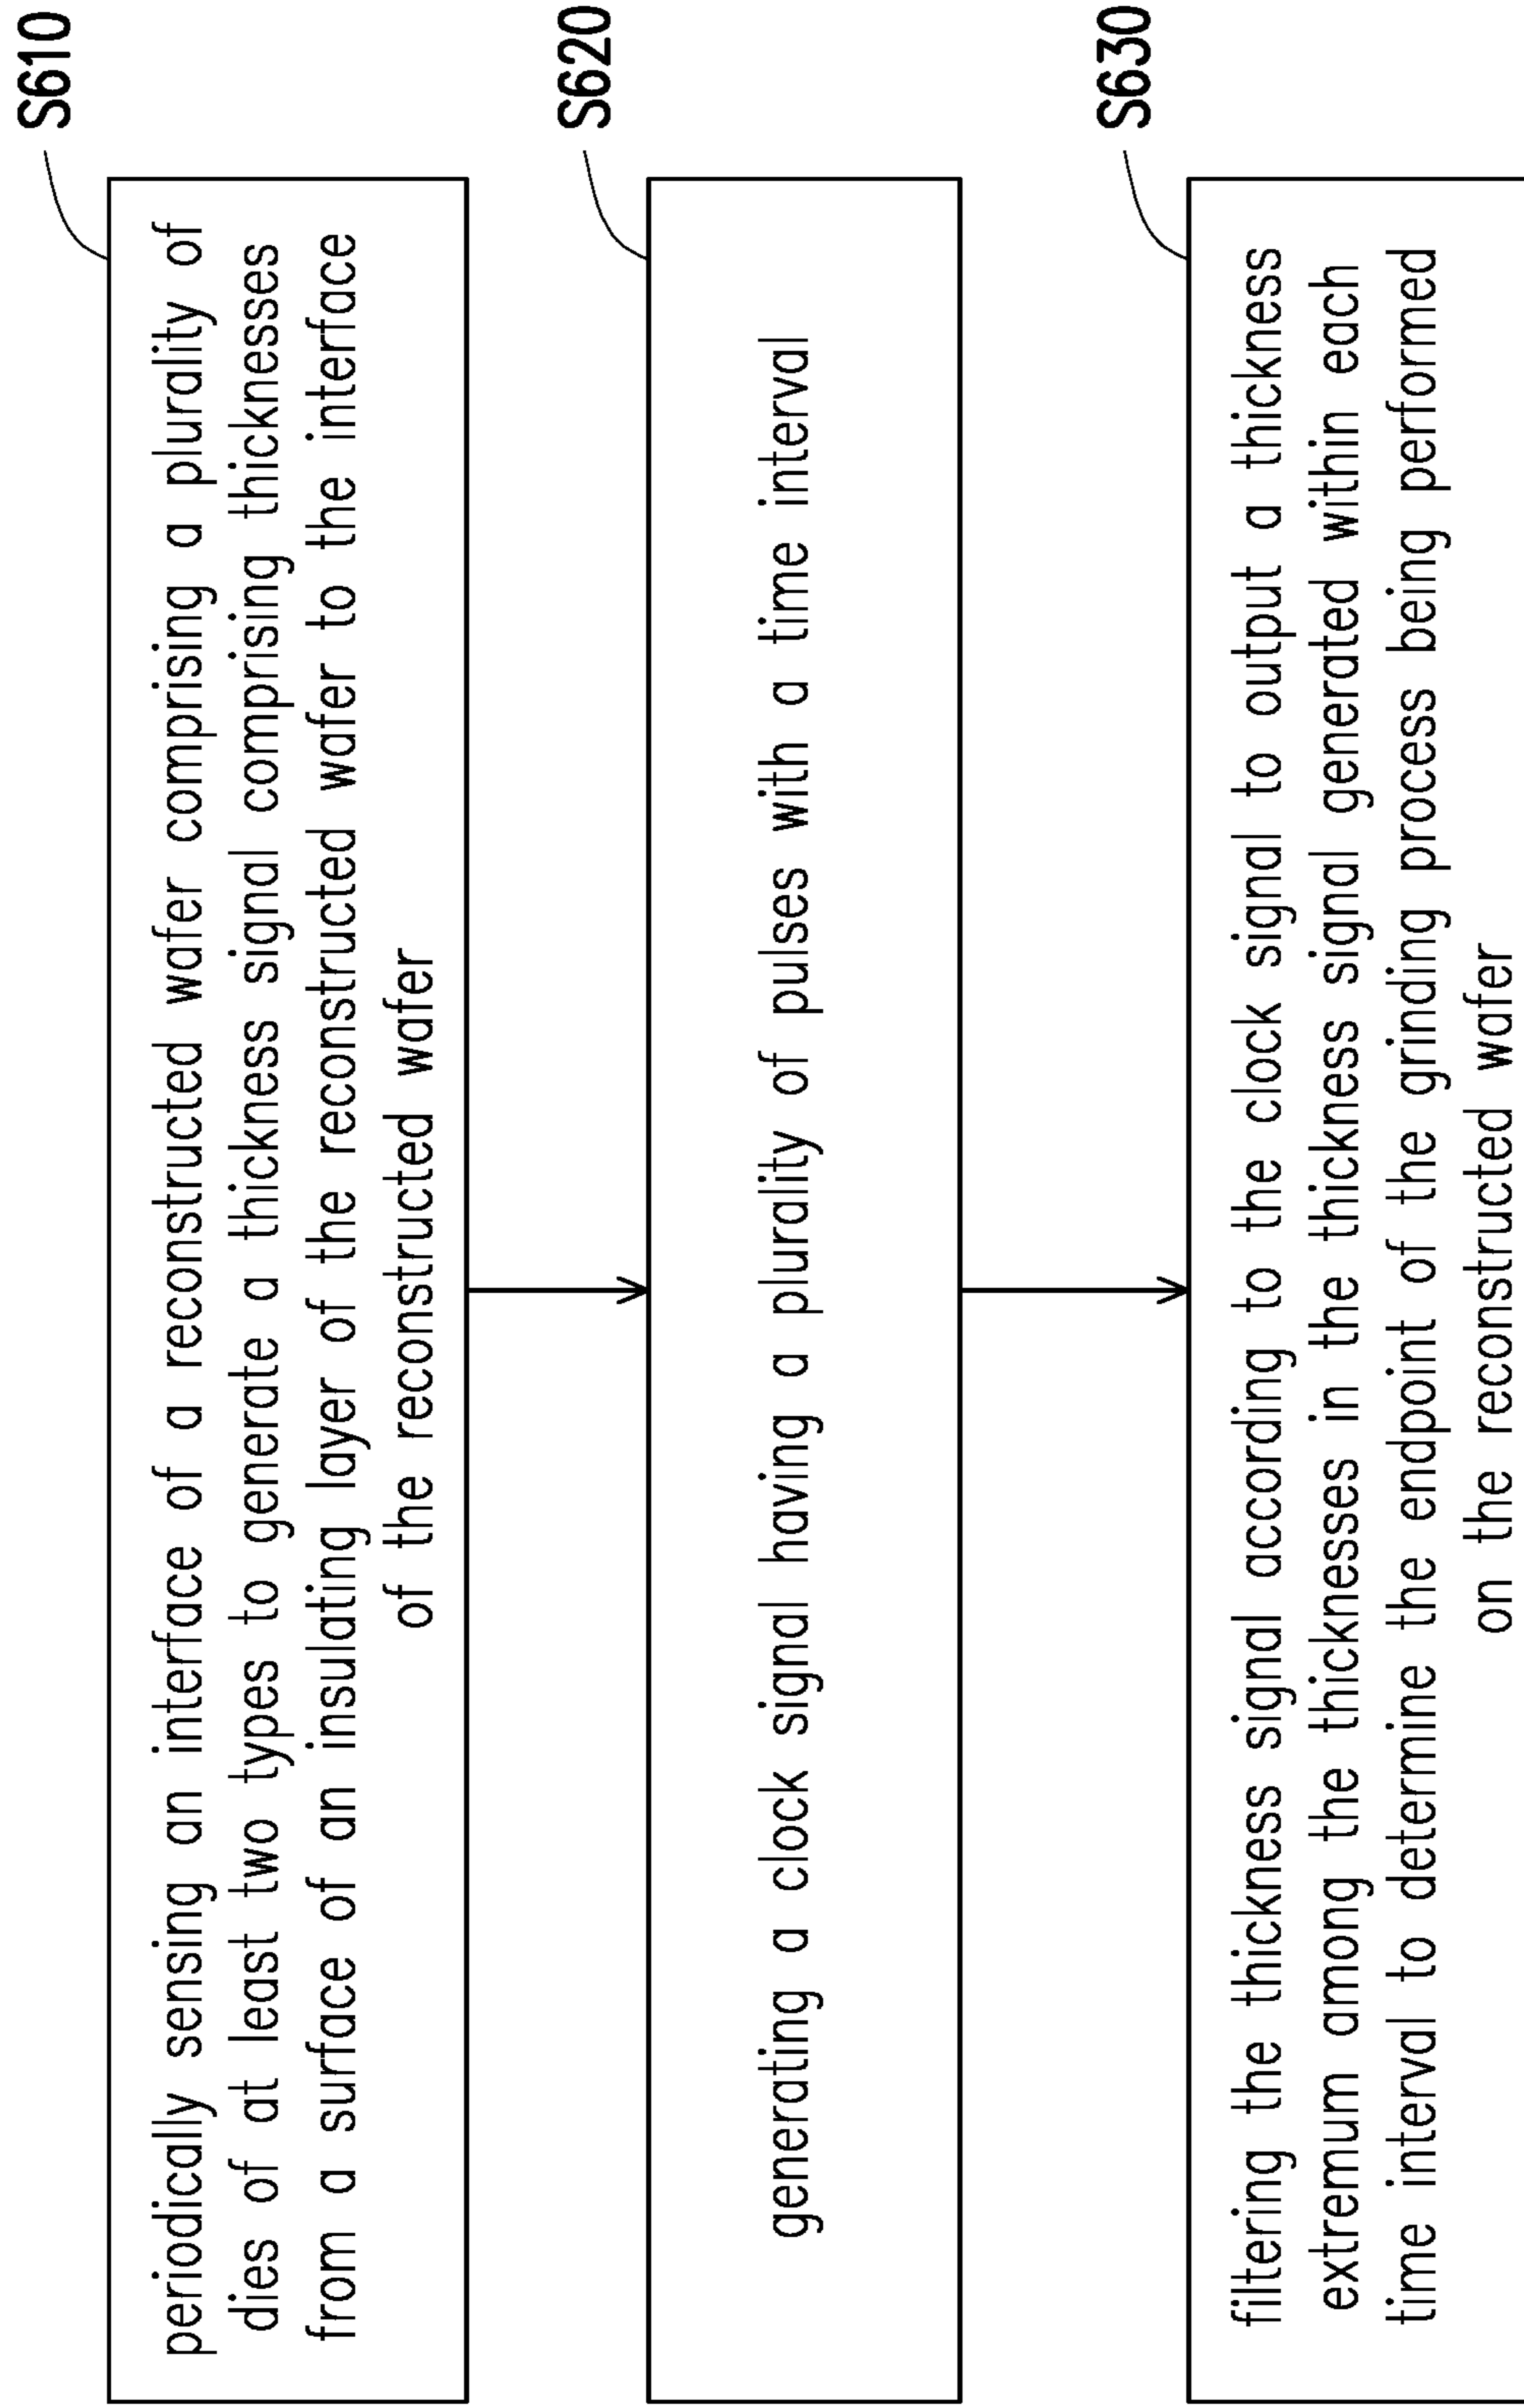 S610
periodically sensing an interface of a reconstructed wafer comprising a plurality of
dies of at least two types to generate a thickness signal comprising thicknesses
from a surface of an insulating layer of the reconstructed wafer to the interface
of the reconstructed wafer
S620
generating a clock signal having a plurality of pulses with a time interval
S630
filtering the thickness signal according to the clock signal to output a thickness
extremum among the thicknesses in the thickness signal generated within each
time interval to determine the endpoint of the grinding process being performed
on the reconstructed wafer